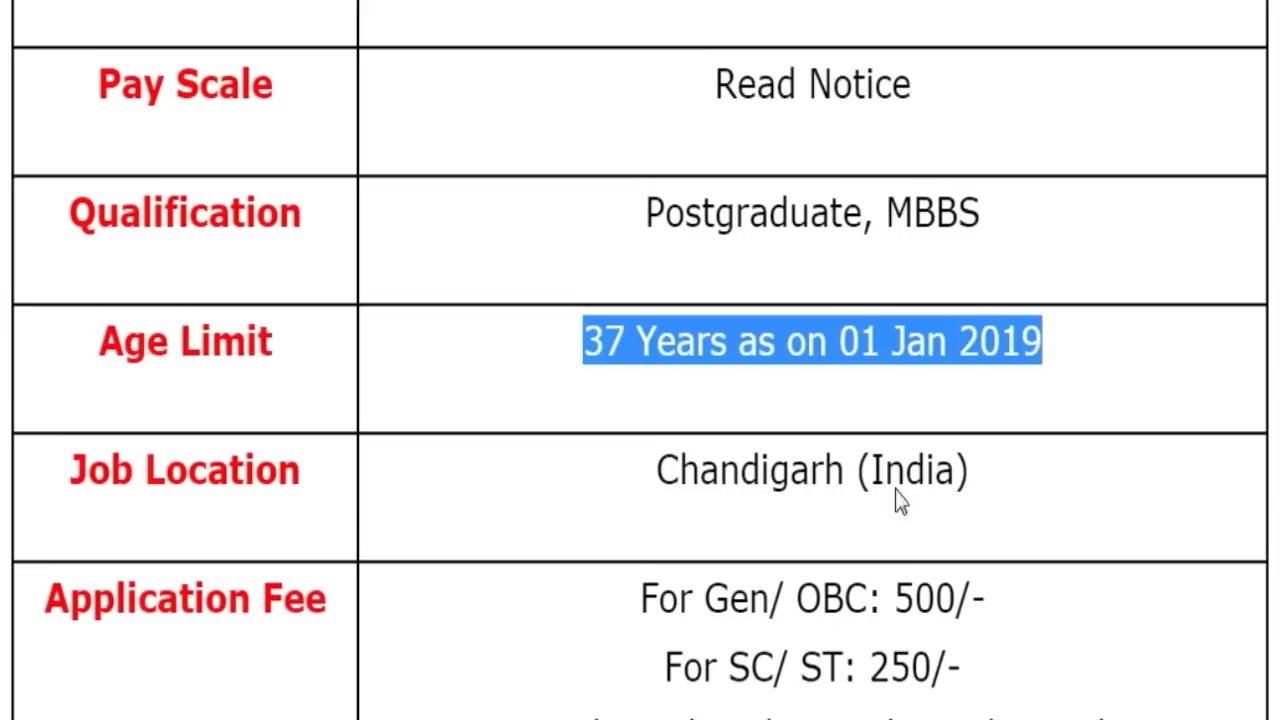 Pay Scale Read Notice
Qualification Postgraduate, MBBS
Age Limit 37 Years as on 01 Jan 2019
Job Location Chandigarh (India)
Application Fee For Gen/ OBC: 500/-
For SC/ ST: 250/-